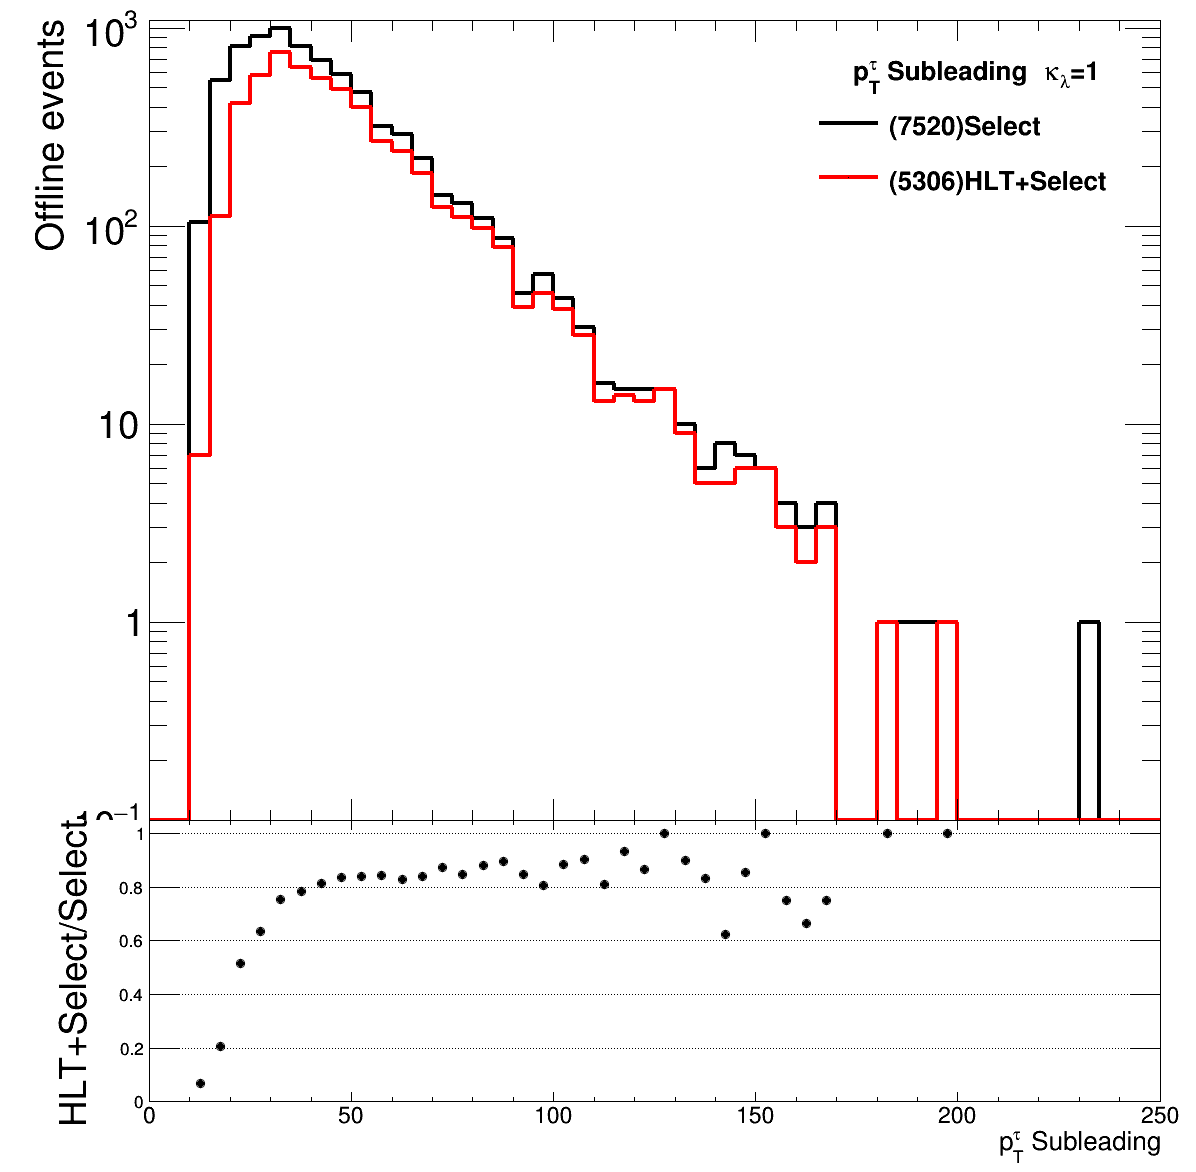 Offline events
10³
10²
10
1
p_T^τ Subleading κ_λ=1
(7520)Select
(5306)HLT+Select
HLT+Select/Select
1
0.8
0.6
0.4
0.2
0
0 50 100 150 200 250
p_T^τ Subleading